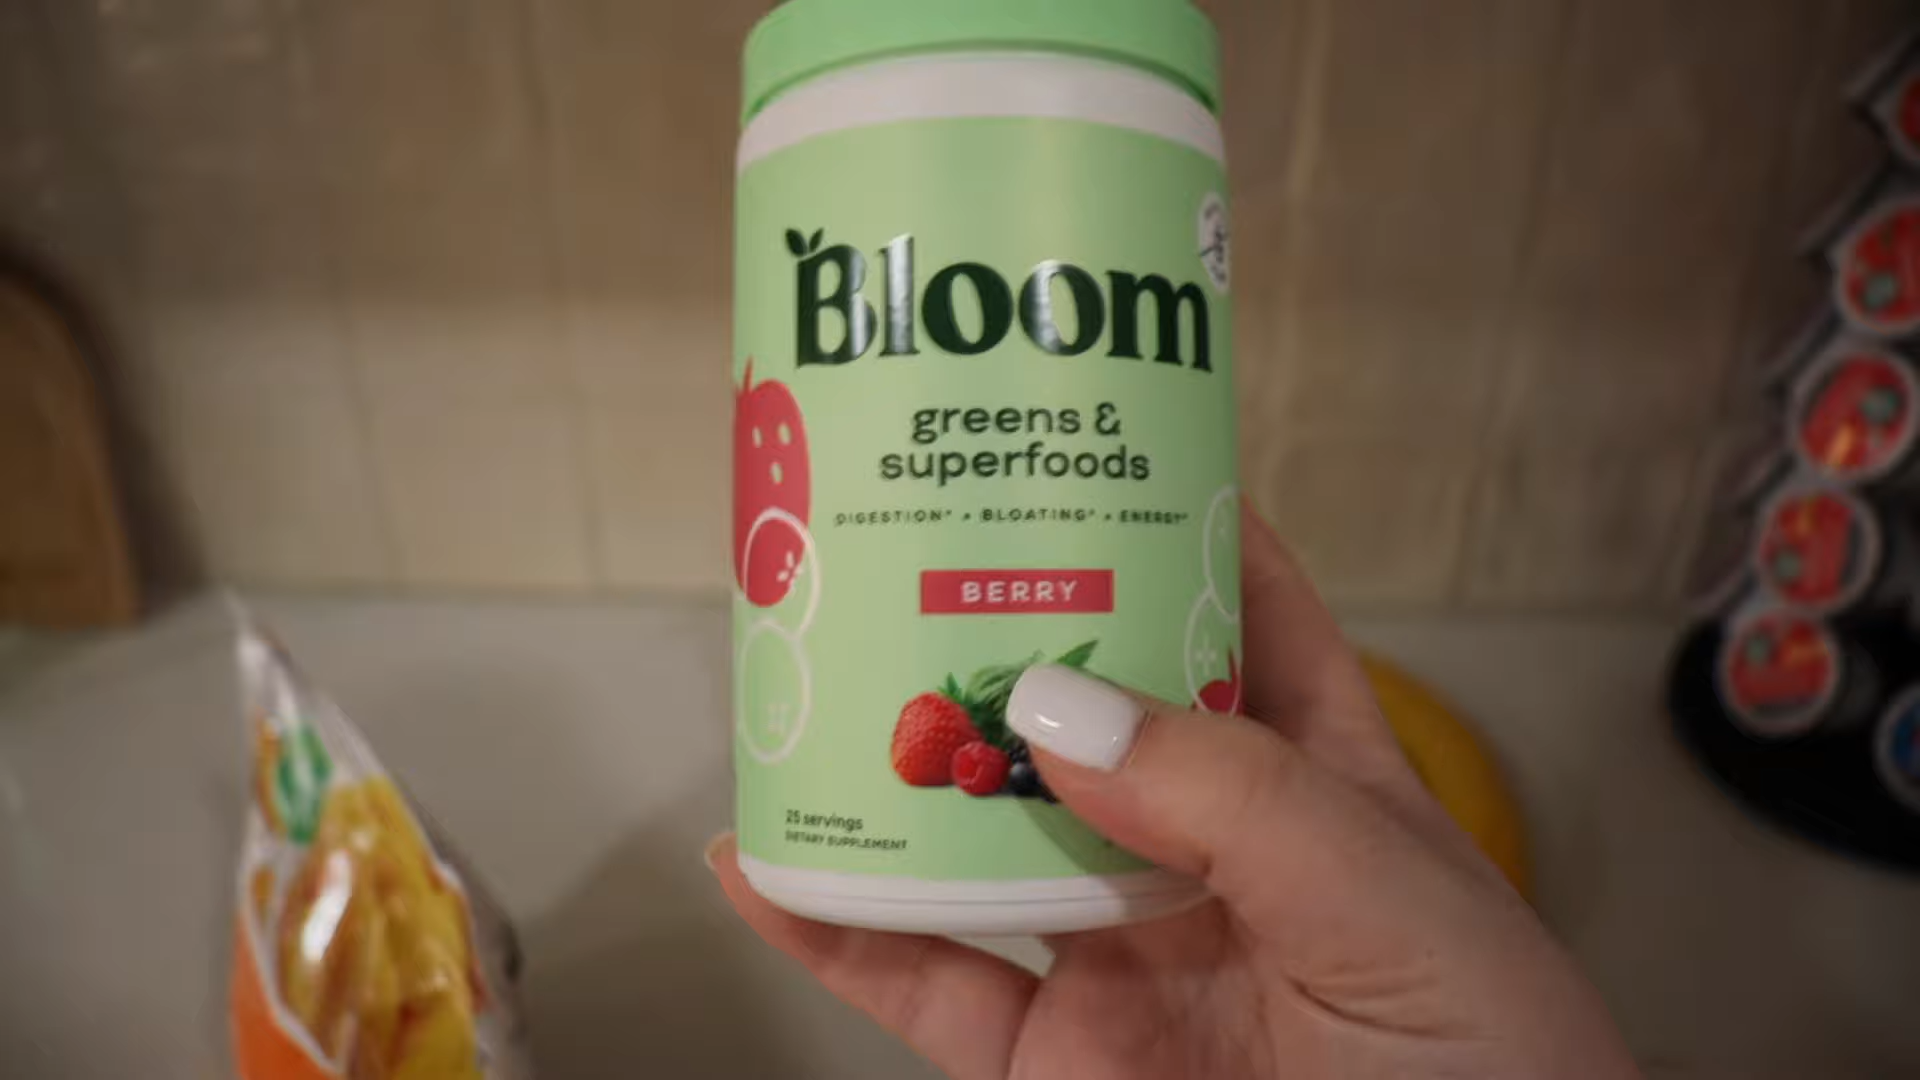 Bloom
greens &
superfoods
DIGESTION* • BLOATING* • ENERGY*
BERRY
25 servings
DIETARY SUPPLEMENT